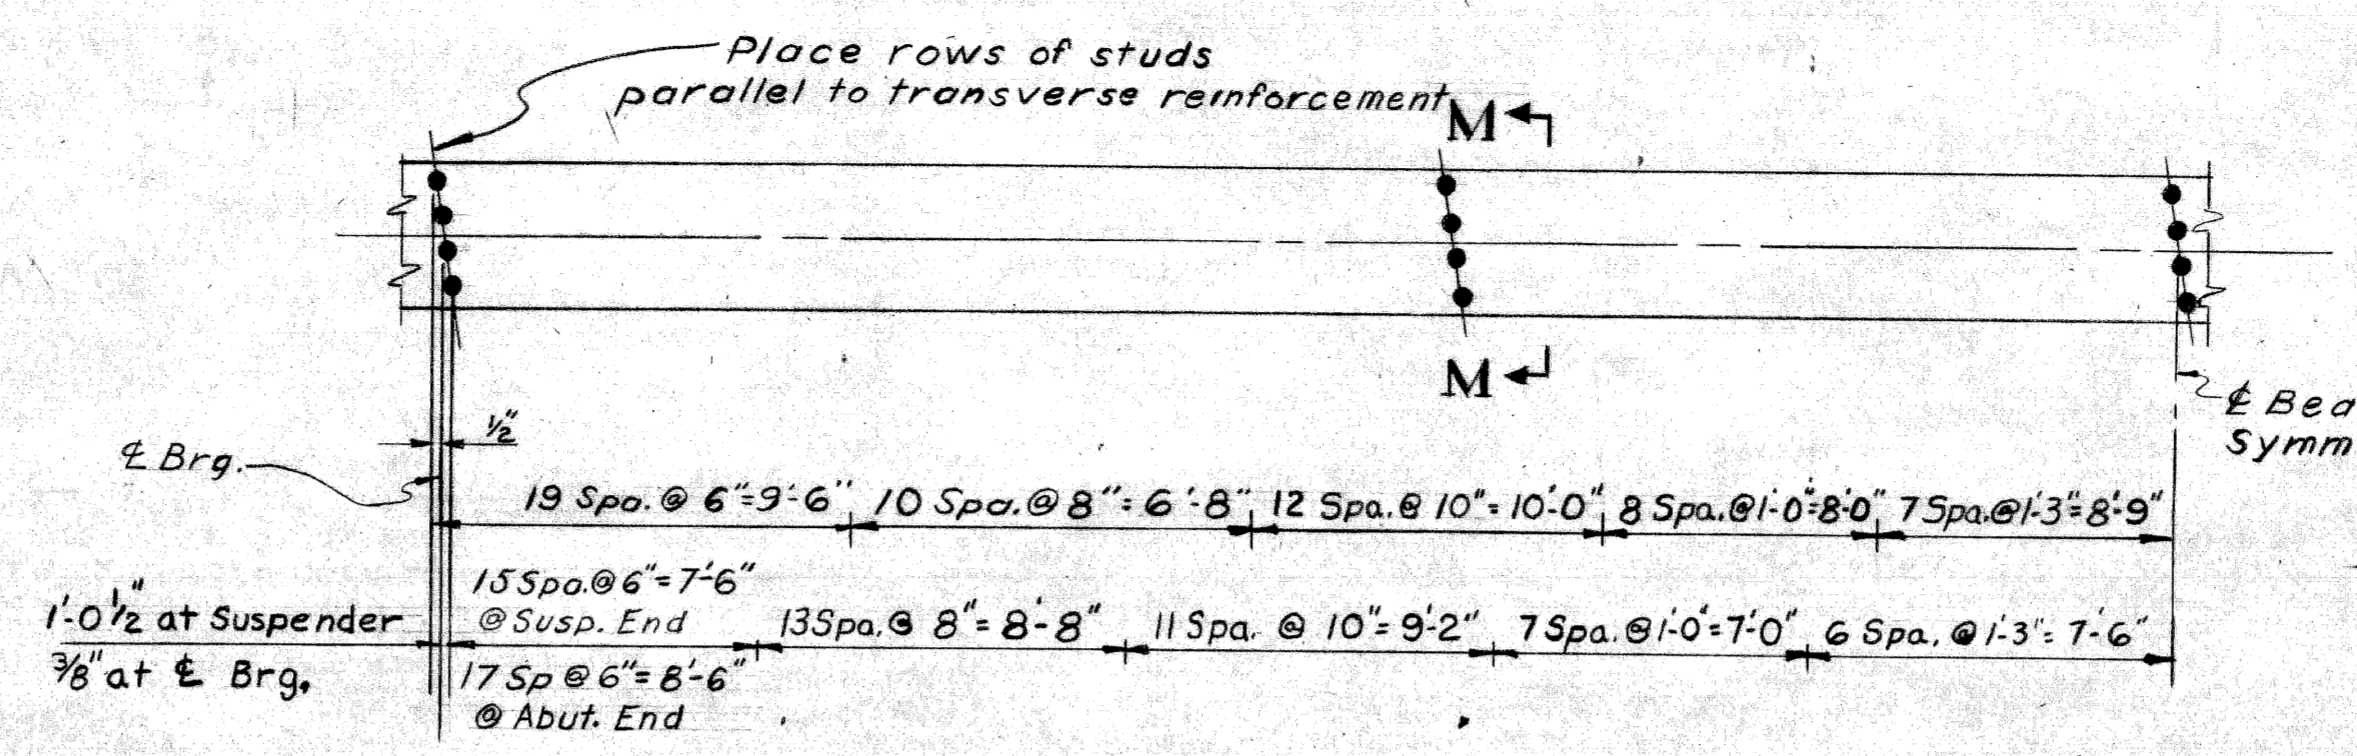 Place rows of studs
parallel to transverse reinforcement
M
M
½"
℄ Brg.
19 Spa. @ 6"=9'-6"
10 Spa. @ 8"= 6'-8"
12 Spa. @ 10"= 10'-0"
8 Spa. @ 1'-0"=8'-0"
7 Spa. @ 1'-3"=8'-9"
℄ Bea
Symm
1'-0½" at Suspender
⅜" at ℄ Brg.
15 Spa. @ 6"= 7'-6"
@ Susp. End
17 Sp @ 6"= 8'-6"
@ Abut. End
13 Spa. @ 8"= 8'-8"
11 Spa. @ 10"= 9'-2"
7 Spa. @ 1'-0"=7'-0"
6 Spa. @ 1'-3"= 7'-6"